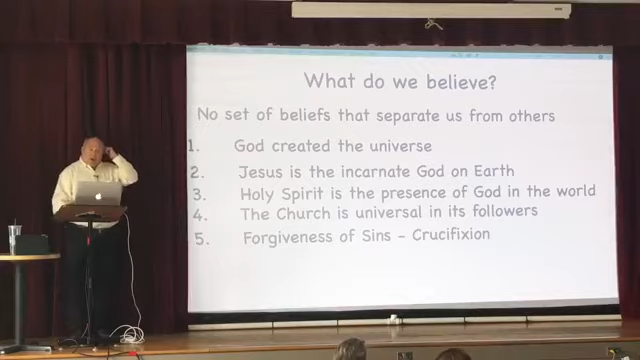 What do we believe?
No set of beliefs that separate us from others
1. God created the universe
2. Jesus is the incarnate God on Earth
3. Holy Spirit is the presence of God in the world
4. The Church is universal in its followers
5. Forgiveness of Sins - Crucifixion